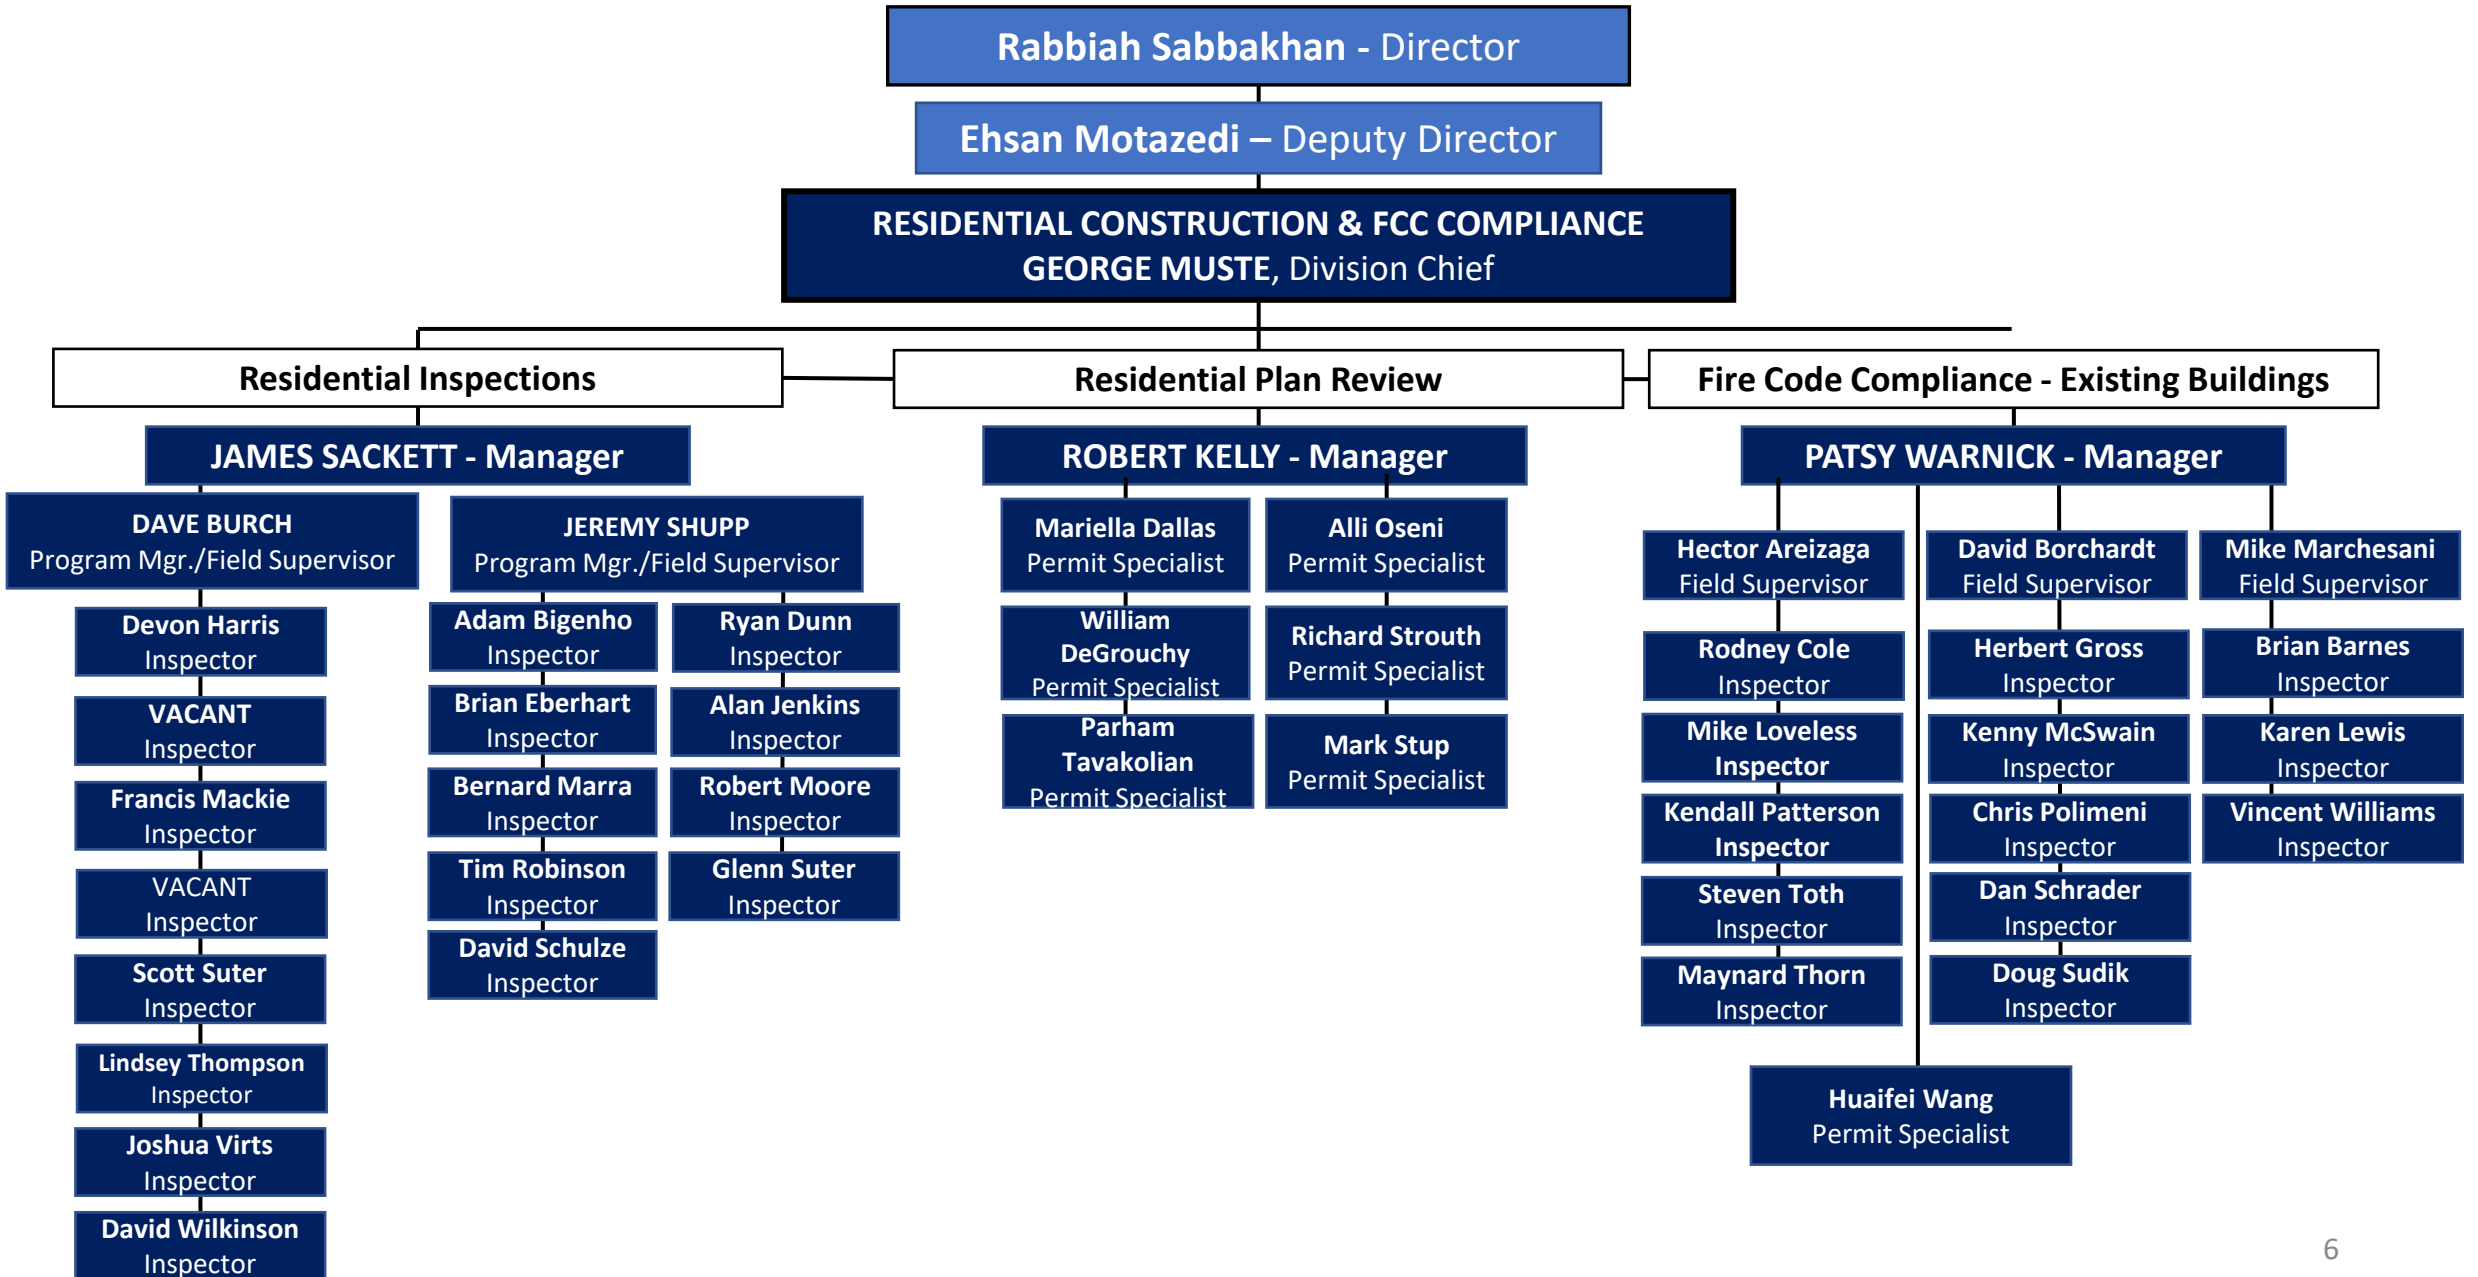 Rabbiah Sabbakhan - Director
Ehsan Motazedi – Deputy Director
RESIDENTIAL CONSTRUCTION & FCC COMPLIANCE
GEORGE MUSTE, Division Chief
Residential Inspections
JAMES SACKETT - Manager
DAVE BURCH
Program Mgr./Field Supervisor
Devon Harris
Inspector
VACANT
Inspector
Francis Mackie
Inspector
VACANT
Inspector
Scott Suter
Inspector
Lindsey Thompson
Inspector
Joshua Virts
Inspector
David Wilkinson
Inspector
JEREMY SHUPP
Program Mgr./Field Supervisor
Adam Bigenho
Inspector
Brian Eberhart
Inspector
Bernard Marra
Inspector
Tim Robinson
Inspector
David Schulze
Inspector
Ryan Dunn
Inspector
Alan Jenkins
Inspector
Robert Moore
Inspector
Glenn Suter
Inspector
Residential Plan Review
ROBERT KELLY - Manager
Mariella Dallas
Permit Specialist
William
DeGrouchy
Permit Specialist
Parham
Tavakolian
Permit Specialist
Alli Oseni
Permit Specialist
Richard Strouth
Permit Specialist
Mark Stup
Permit Specialist
Fire Code Compliance - Existing Buildings
PATSY WARNICK - Manager
Hector Areizaga
Field Supervisor
Rodney Cole
Inspector
Mike Loveless
Inspector
Kendall Patterson
Inspector
Steven Toth
Inspector
Maynard Thorn
Inspector
David Borchardt
Field Supervisor
Herbert Gross
Inspector
Kenny McSwain
Inspector
Chris Polimeni
Inspector
Dan Schrader
Inspector
Doug Sudik
Inspector
Mike Marchesani
Field Supervisor
Brian Barnes
Inspector
Karen Lewis
Inspector
Vincent Williams
Inspector
Huaifei Wang
Permit Specialist
6